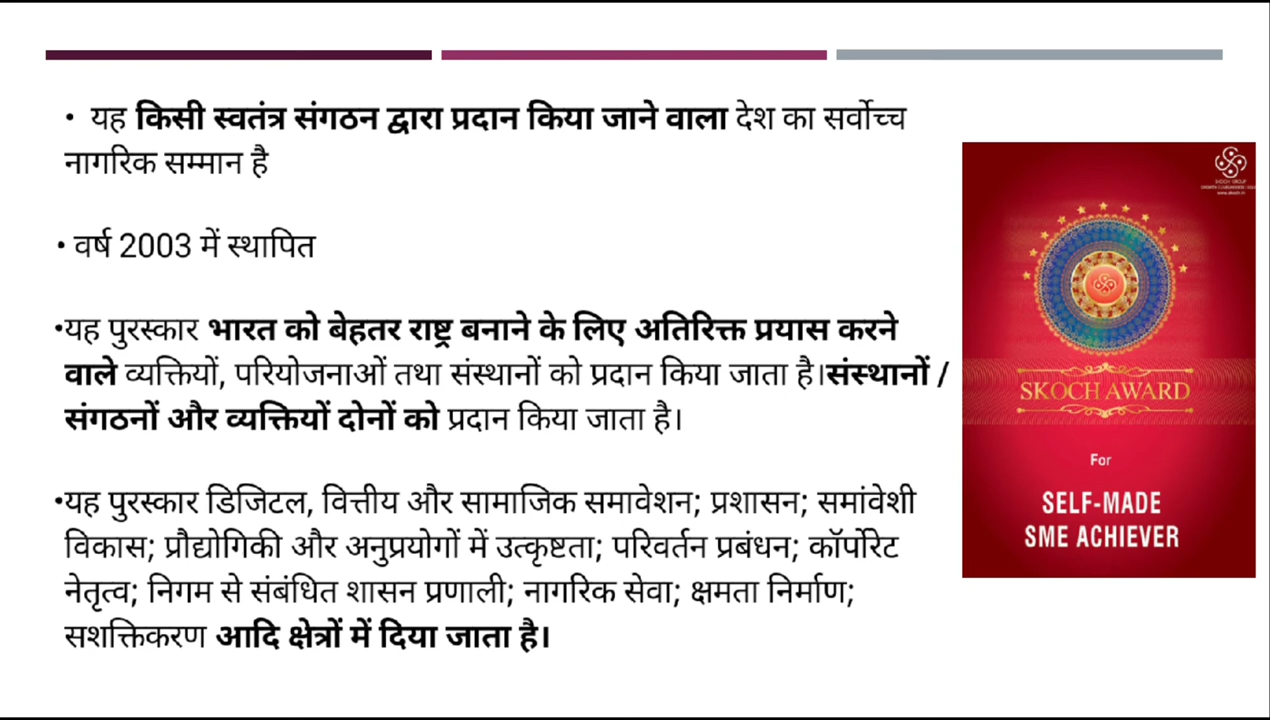 • यह किसी स्वतंत्र संगठन द्वारा प्रदान किया जाने वाला देश का सर्वोच्च
नागरिक सम्मान है
• वर्ष 2003 में स्थापित
•यह पुरस्कार भारत को बेहतर राष्ट्र बनाने के लिए अतिरिक्त प्रयास करने
वाले व्यक्तियों, परियोजनाओं तथा संस्थानों को प्रदान किया जाता है।संस्थानों /
संगठनों और व्यक्तियों दोनों को प्रदान किया जाता है।
•यह पुरस्कार डिजिटल, वित्तीय और सामाजिक समावेशन; प्रशासन; समांवेशी
विकास; प्रौद्योगिकी और अनुप्रयोगों में उत्कृष्टता; परिवर्तन प्रबंधन; कॉर्पोरेट
नेतृत्व; निगम से संबंधित शासन प्रणाली; नागरिक सेवा; क्षमता निर्माण;
सशक्तिकरण आदि क्षेत्रों में दिया जाता है।
SKOCH GROUP
SKOCH AWARD
For
SELF-MADE
SME ACHIEVER